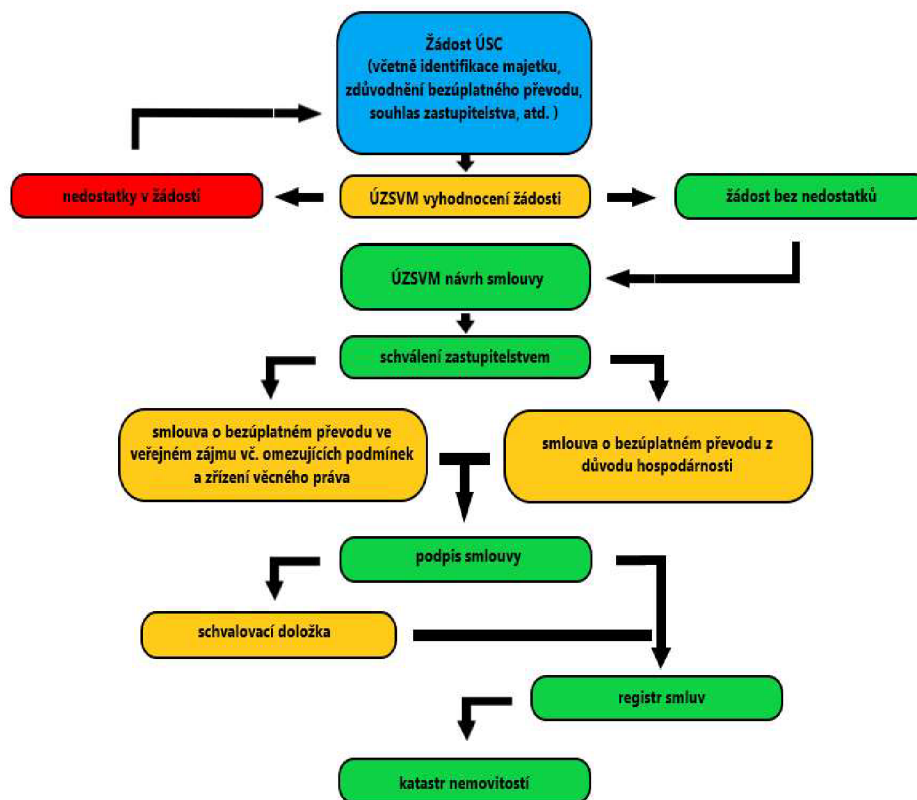 Žádost ÚSC
(včetně identifikace majetku,
zdůvodnění bezúplatného převodu,
souhlas zastupitelstva, atd. )
nedostatky v žádosti
ÚZSVM vyhodnocení žádosti
žádost bez nedostatků
ÚZSVM návrh smlouvy
schválení zastupitelstvem
smlouva o bezúplatném převodu ve
veřejném zájmu vč. omezujících podmínek
a zřízení věcného práva
smlouva o bezúplatném převodu z
důvodu hospodárnosti
podpis smlouvy
schvalovací doložka
registr smluv
katastr nemovitostí